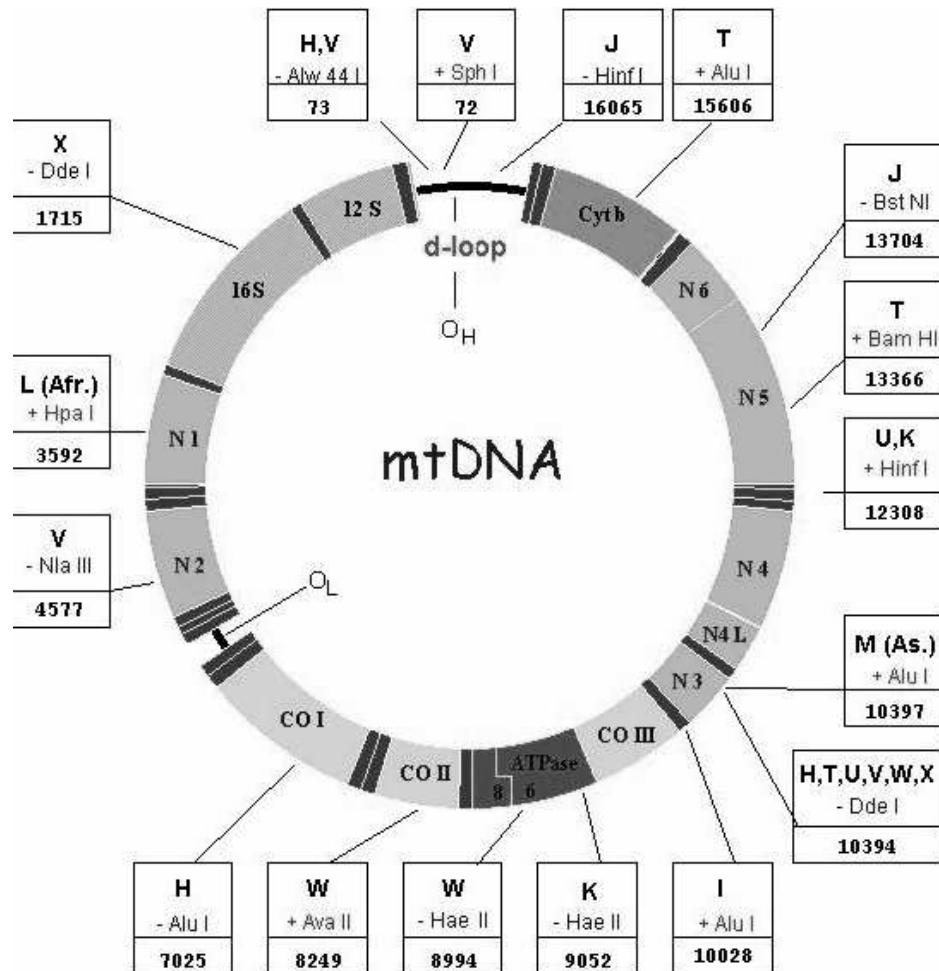 H,V
- Alw 44 I
73
V
+ Sph I
72
J
- Hinf I
16065
T
+ Alu I
15606
X
- Dde I
1715
J
- Bst NI
13704
L (Afr.)
+ Hpa I
3592
T
+ Bam HI
13366
U,K
+ Hinf I
12308
V
- Nla III
4577
M (As.)
+ Alu I
10397
H,T,U,V,W,X
- Dde I
10394
H
- Alu I
7025
W
+ Ava II
8249
W
- Hae II
8994
K
- Hae II
9052
I
+ Alu I
10028
12 S
Cyt b
d-loop
N 6
16S
OH
N 5
N 1
mtDNA
N 2
N 4
OL
N4 L
N 3
CO I
CO III
CO II
ATPase
8
6